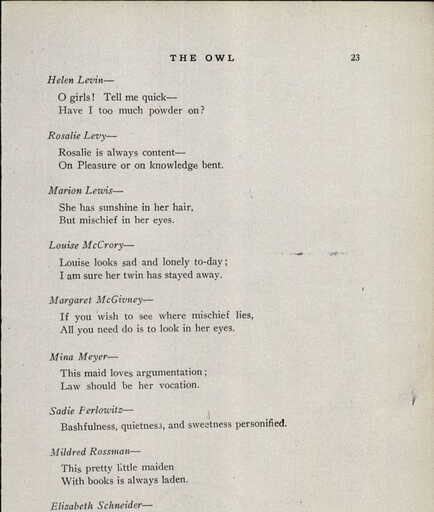 THE OWL 23
Helen Levin—
O girls! Tell me quick—
Have I too much powder on?
Rosalie Levy—
Rosalie is always content—
On Pleasure or on knowledge bent.
Marion Lewis—
She has sunshine in her hair,
But mischief in her eyes.
Louise McCrory—
Louise looks sad and lonely to-day;
I am sure her twin has stayed away.
Margaret McGivney—
If you wish to see where mischief lies,
All you need do is to look in her eyes.
Mina Meyer—
This maid loves argumentation;
Law should be her vocation.
Sadie Perlowitz—
Bashfulness, quietness, and sweetness personified.
Mildred Rossman—
This pretty little maiden
With books is always laden.
Elizabeth Schneider—